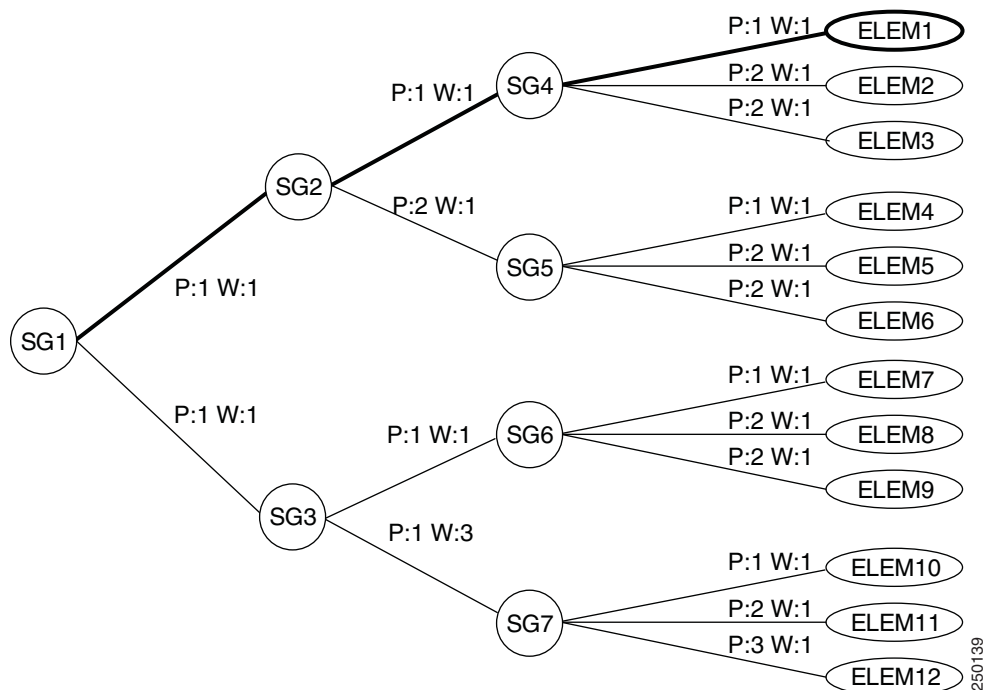 P:1 W:1
ELEM1
P:2 W:1
ELEM2
P:2 W:1
ELEM3
SG4
P:1 W:1
SG2
P:2 W:1
P:1 W:1
ELEM4
P:2 W:1
ELEM5
P:2 W:1
ELEM6
SG5
P:1 W:1
SG1
P:1 W:1
P:1 W:1
ELEM7
P:2 W:1
ELEM8
P:2 W:1
ELEM9
P:1 W:1
SG6
SG3
P:1 W:3
P:1 W:1
ELEM10
P:2 W:1
ELEM11
P:3 W:1
ELEM12
SG7
250139